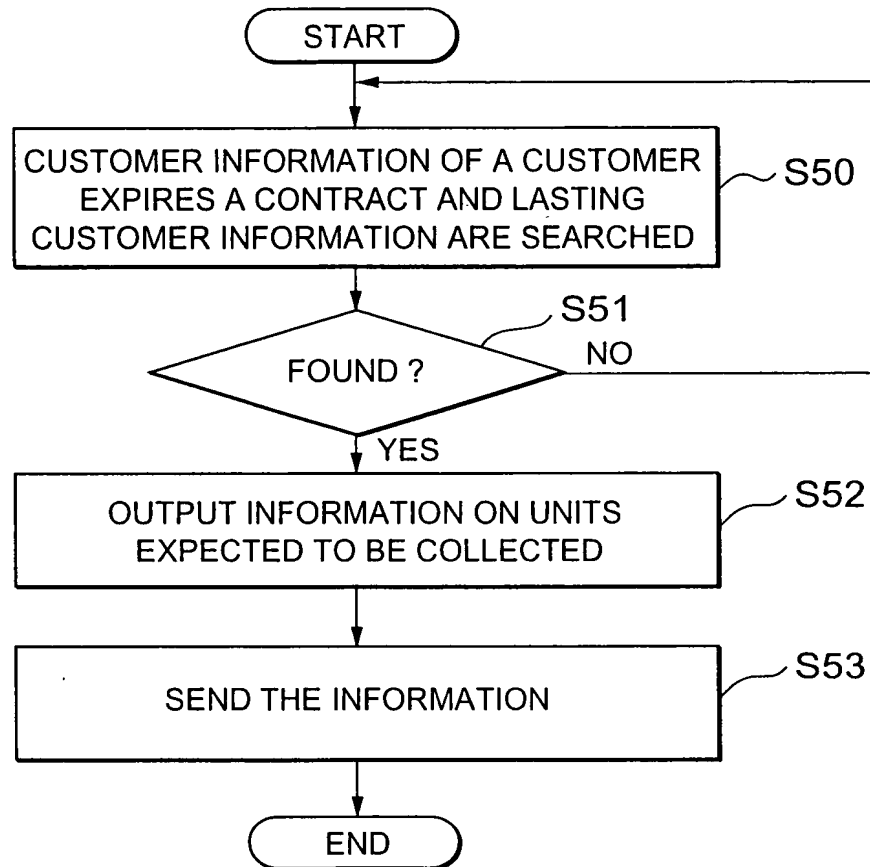 START
CUSTOMER INFORMATION OF A CUSTOMER
EXPIRES A CONTRACT AND LASTING
CUSTOMER INFORMATION ARE SEARCHED
S50
S51
FOUND ?
NO
YES
OUTPUT INFORMATION ON UNITS
EXPECTED TO BE COLLECTED
S52
SEND THE INFORMATION
S53
END